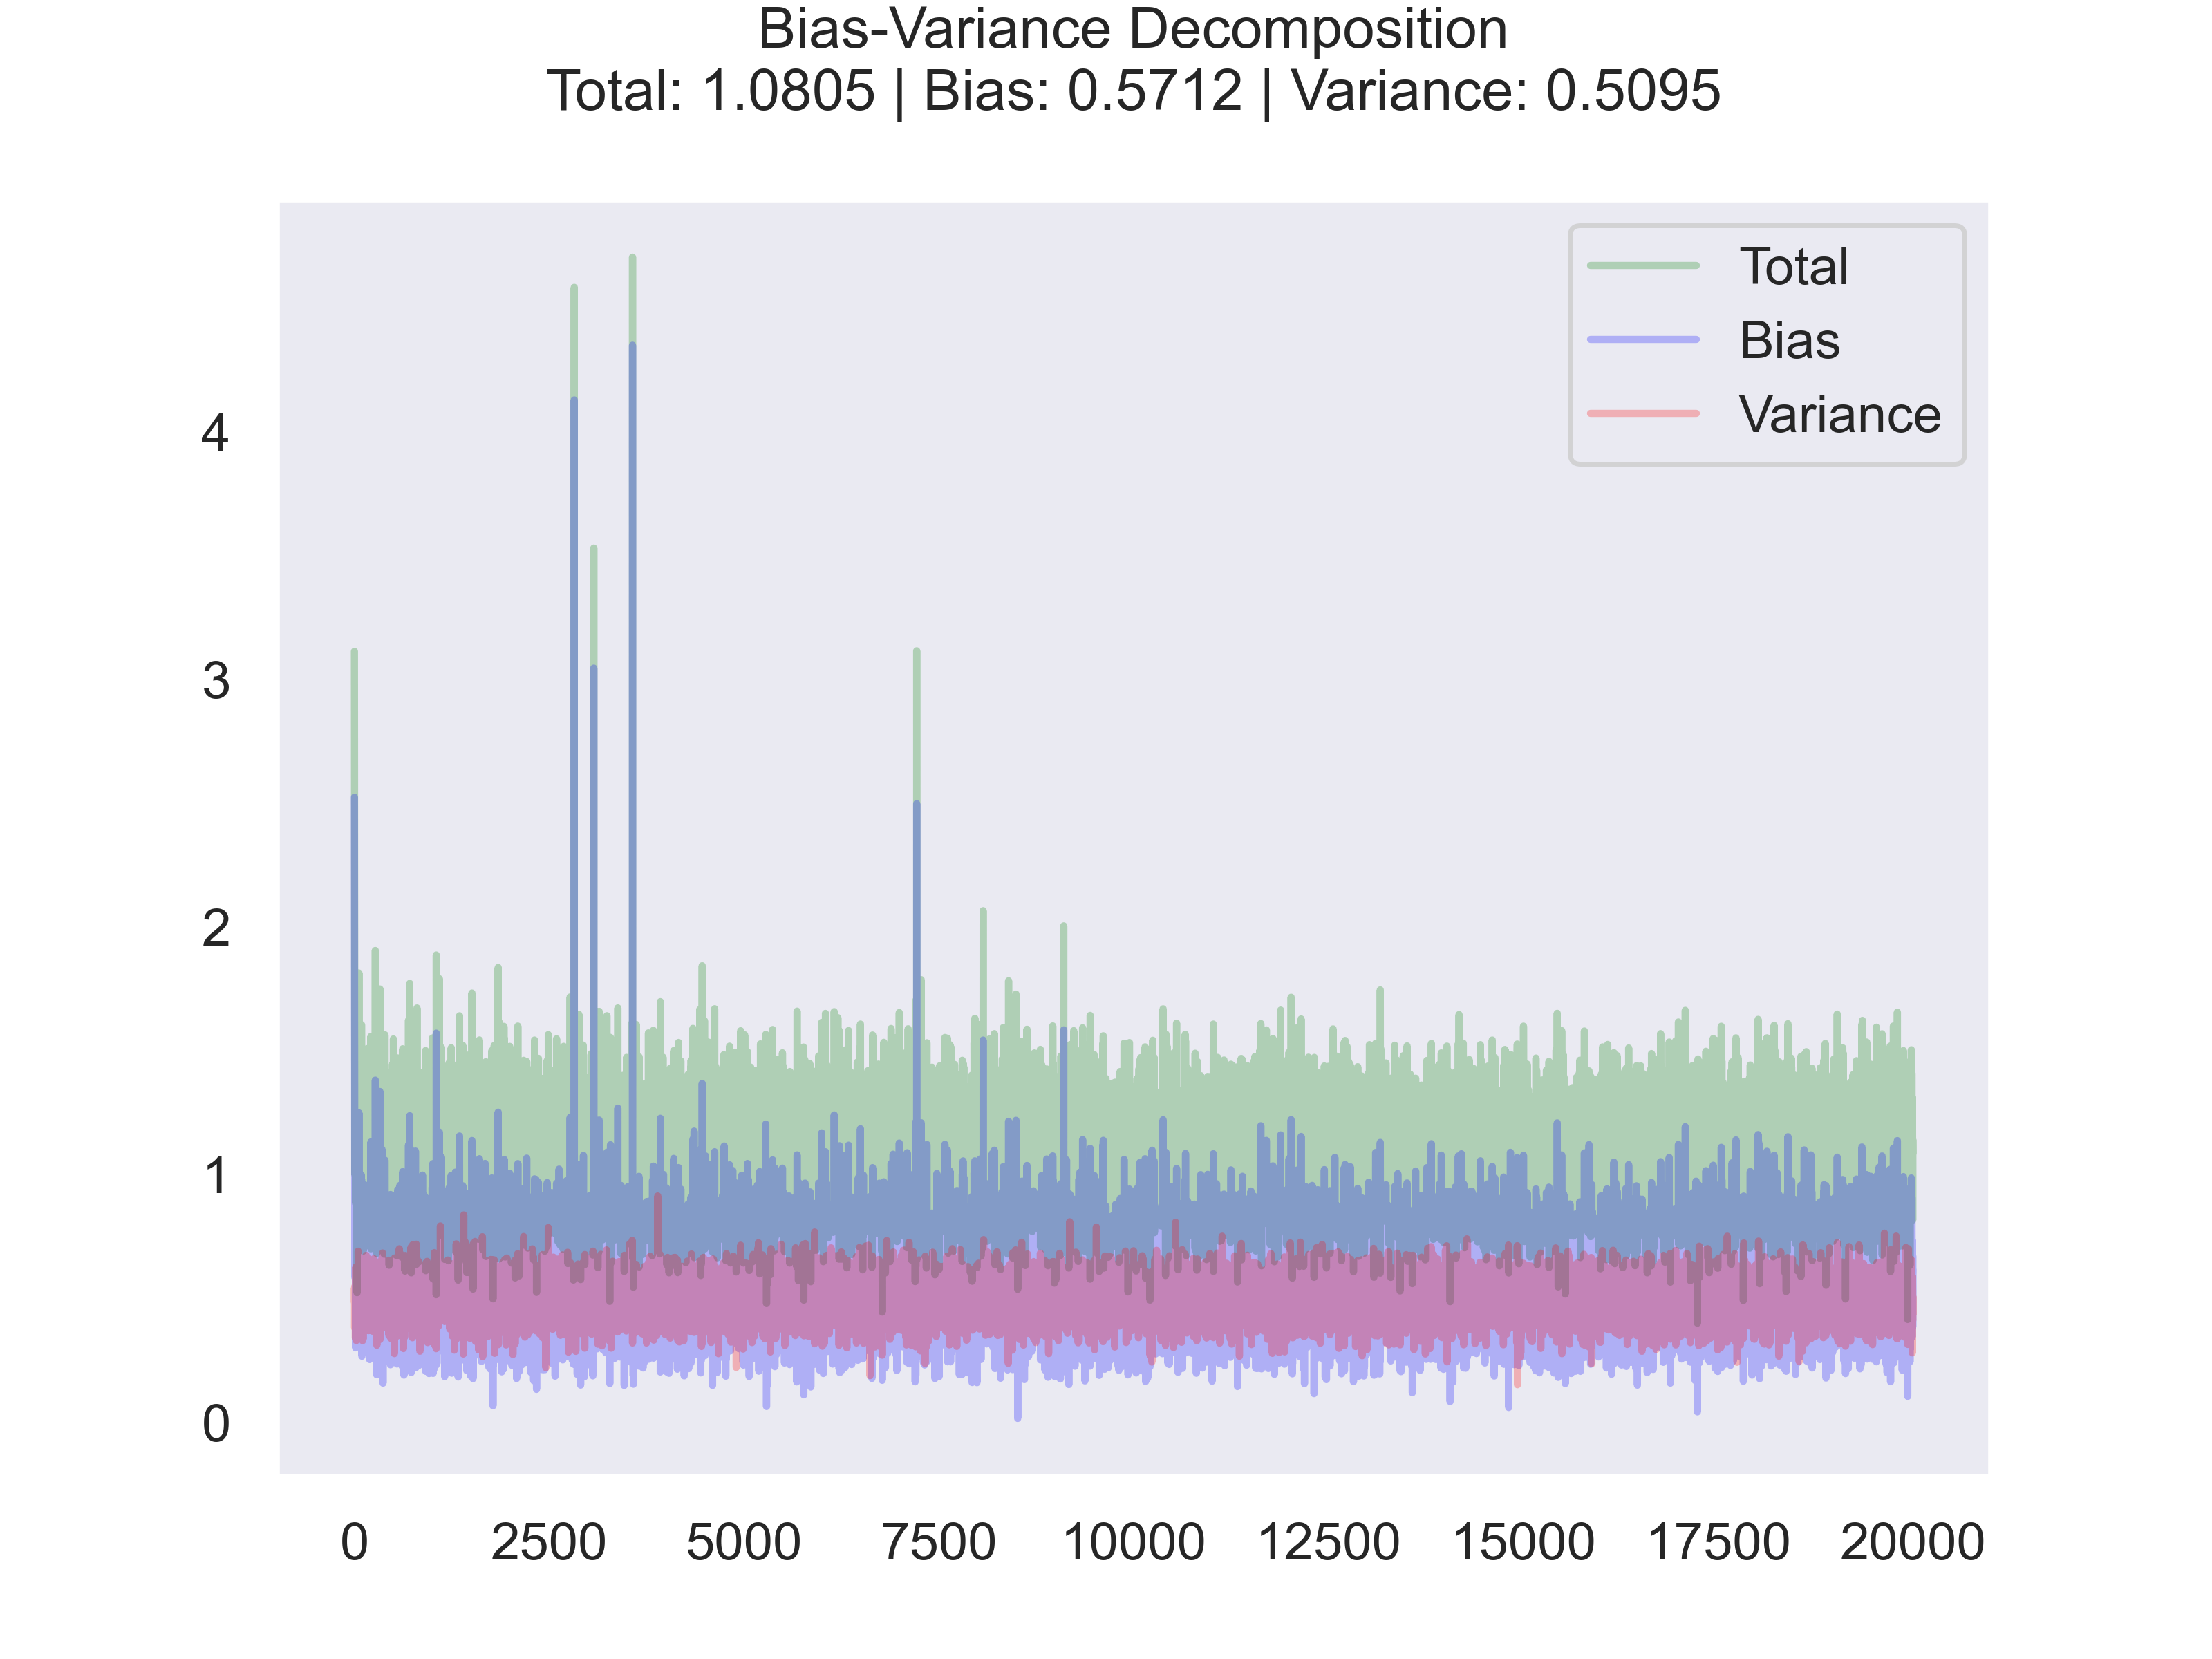 Bias-Variance Decomposition
Total: 1.0805 | Bias: 0.5712 | Variance: 0.5095
Total
Bias
Variance
4
3
2
1
0
0 2500 5000 7500 10000 12500 15000 17500 20000